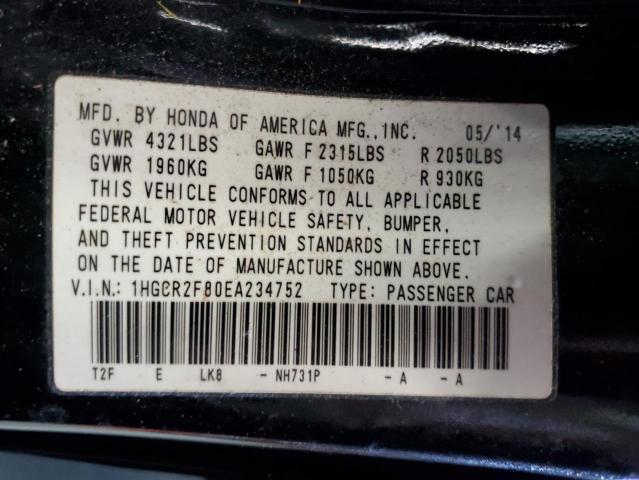 MFD. BY HONDA OF AMERICA MFG.,INC. 05/'14
GVWR 4321LBS GAWR F 2315LBS R 2050LBS
GVWR 1960KG GAWR F 1050KG R 930KG
THIS VEHICLE CONFORMS TO ALL APPLICABLE
FEDERAL MOTOR VEHICLE SAFETY, BUMPER,
AND THEFT PREVENTION STANDARDS IN EFFECT
ON THE DATE OF MANUFACTURE SHOWN ABOVE.
V.I.N.: 1HGCR2F80EA234752 TYPE: PASSENGER CAR
T2F E LK8 - NH731P - A - A